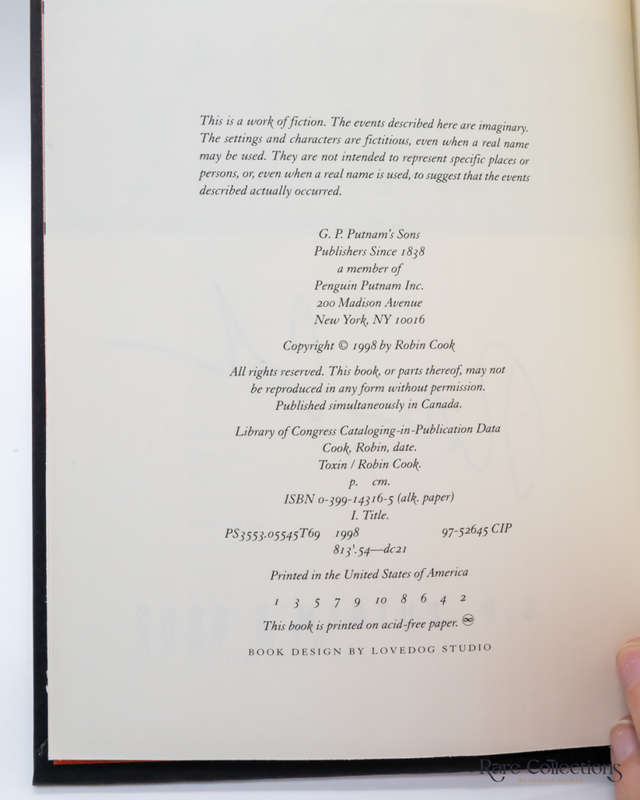 This is a work of fiction. The events described here are imaginary.
The settings and characters are fictitious, even when a real name
may be used. They are not intended to represent specific places or
persons, or, even when a real name is used, to suggest that the events
described actually occurred.
G. P. Putnam's Sons
Publishers Since 1838
a member of
Penguin Putnam Inc.
200 Madison Avenue
New York, NY 10016
Copyright © 1998 by Robin Cook
All rights reserved. This book, or parts thereof, may not
be reproduced in any form without permission.
Published simultaneously in Canada.
Library of Congress Cataloging-in-Publication Data
Cook, Robin, date.
Toxin / Robin Cook.
p. cm.
ISBN 0-399-14316-5 (alk. paper)
I. Title.
PS3553.O5545T69 1998 97-52645 CIP
813'.54—dc21
Printed in the United States of America
1 3 5 7 9 10 8 6 4 2
This book is printed on acid-free paper. ♾
BOOK DESIGN BY LOVEDOG STUDIO
Rare Collections